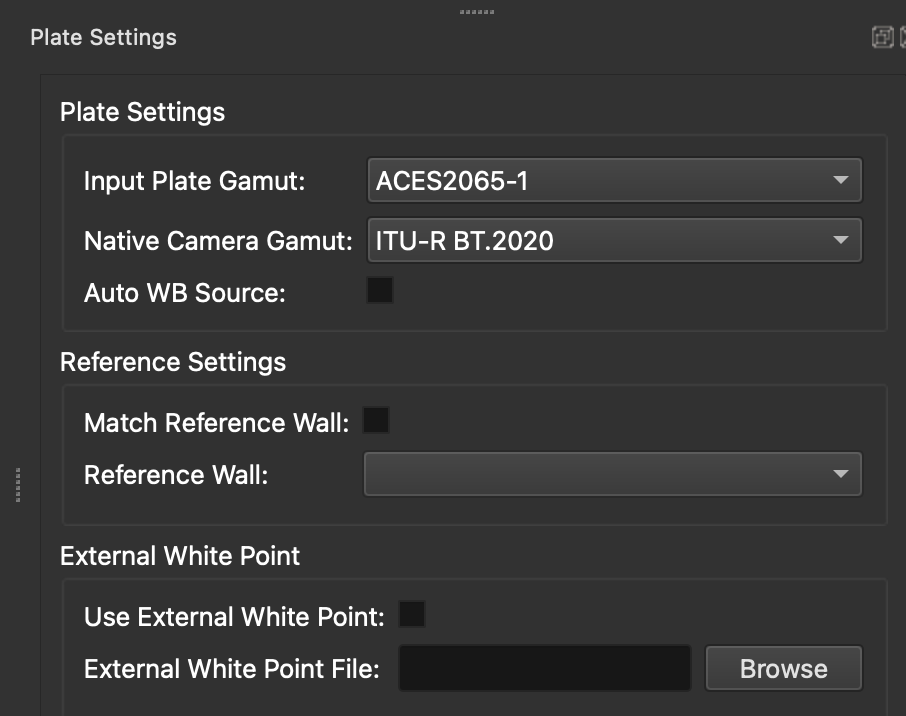 Plate Settings
Plate Settings
Input Plate Gamut: ACES2065-1
Native Camera Gamut: ITU-R BT.2020
Auto WB Source:
Reference Settings
Match Reference Wall:
Reference Wall:
External White Point
Use External White Point:
External White Point File: Browse